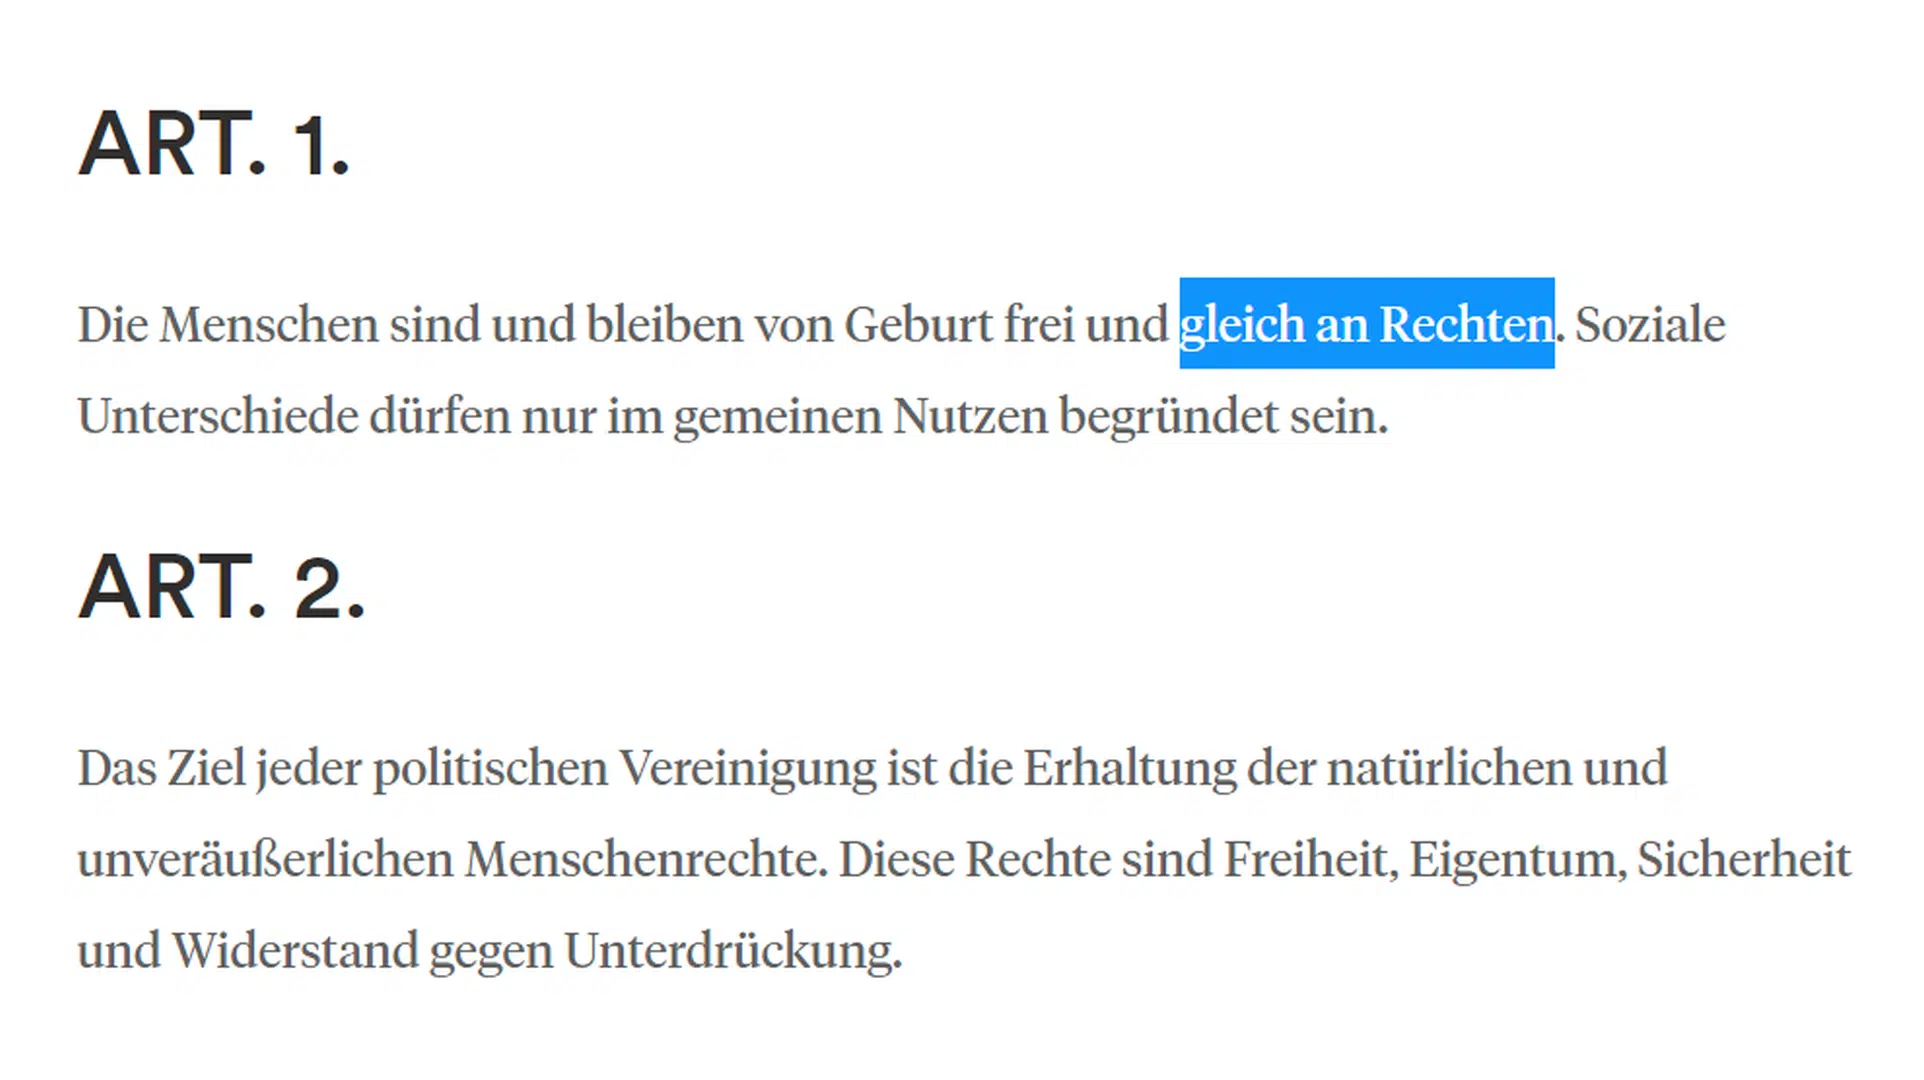 ART. 1.
Die Menschen sind und bleiben von Geburt frei und gleich an Rechten. Soziale
Unterschiede dürfen nur im gemeinen Nutzen begründet sein.
ART. 2.
Das Ziel jeder politischen Vereinigung ist die Erhaltung der natürlichen und
unveräußerlichen Menschenrechte. Diese Rechte sind Freiheit, Eigentum, Sicherheit
und Widerstand gegen Unterdrückung.